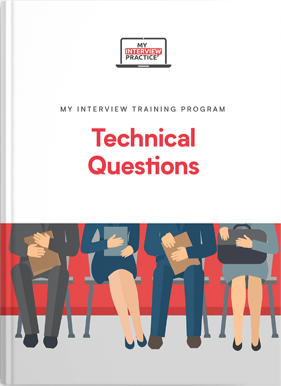 MY
INTERVIEW
PRACTICE
MY INTERVIEW TRAINING PROGRAM
Technical
Questions